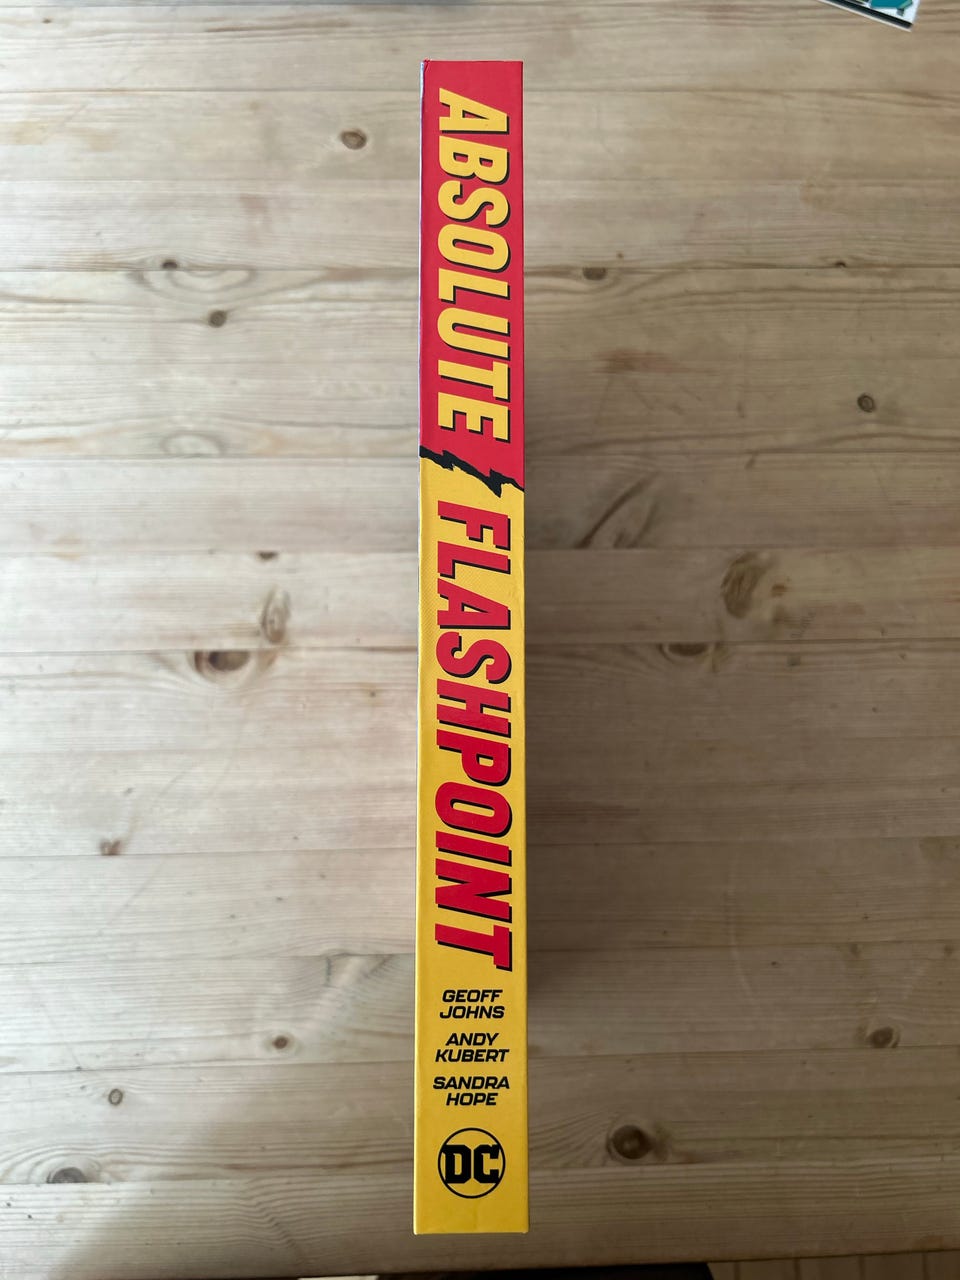 ABSOLUTE FLASHPOINT
GEOFF
JOHNS
ANDY
KUBERT
SANDRA
HOPE
DC